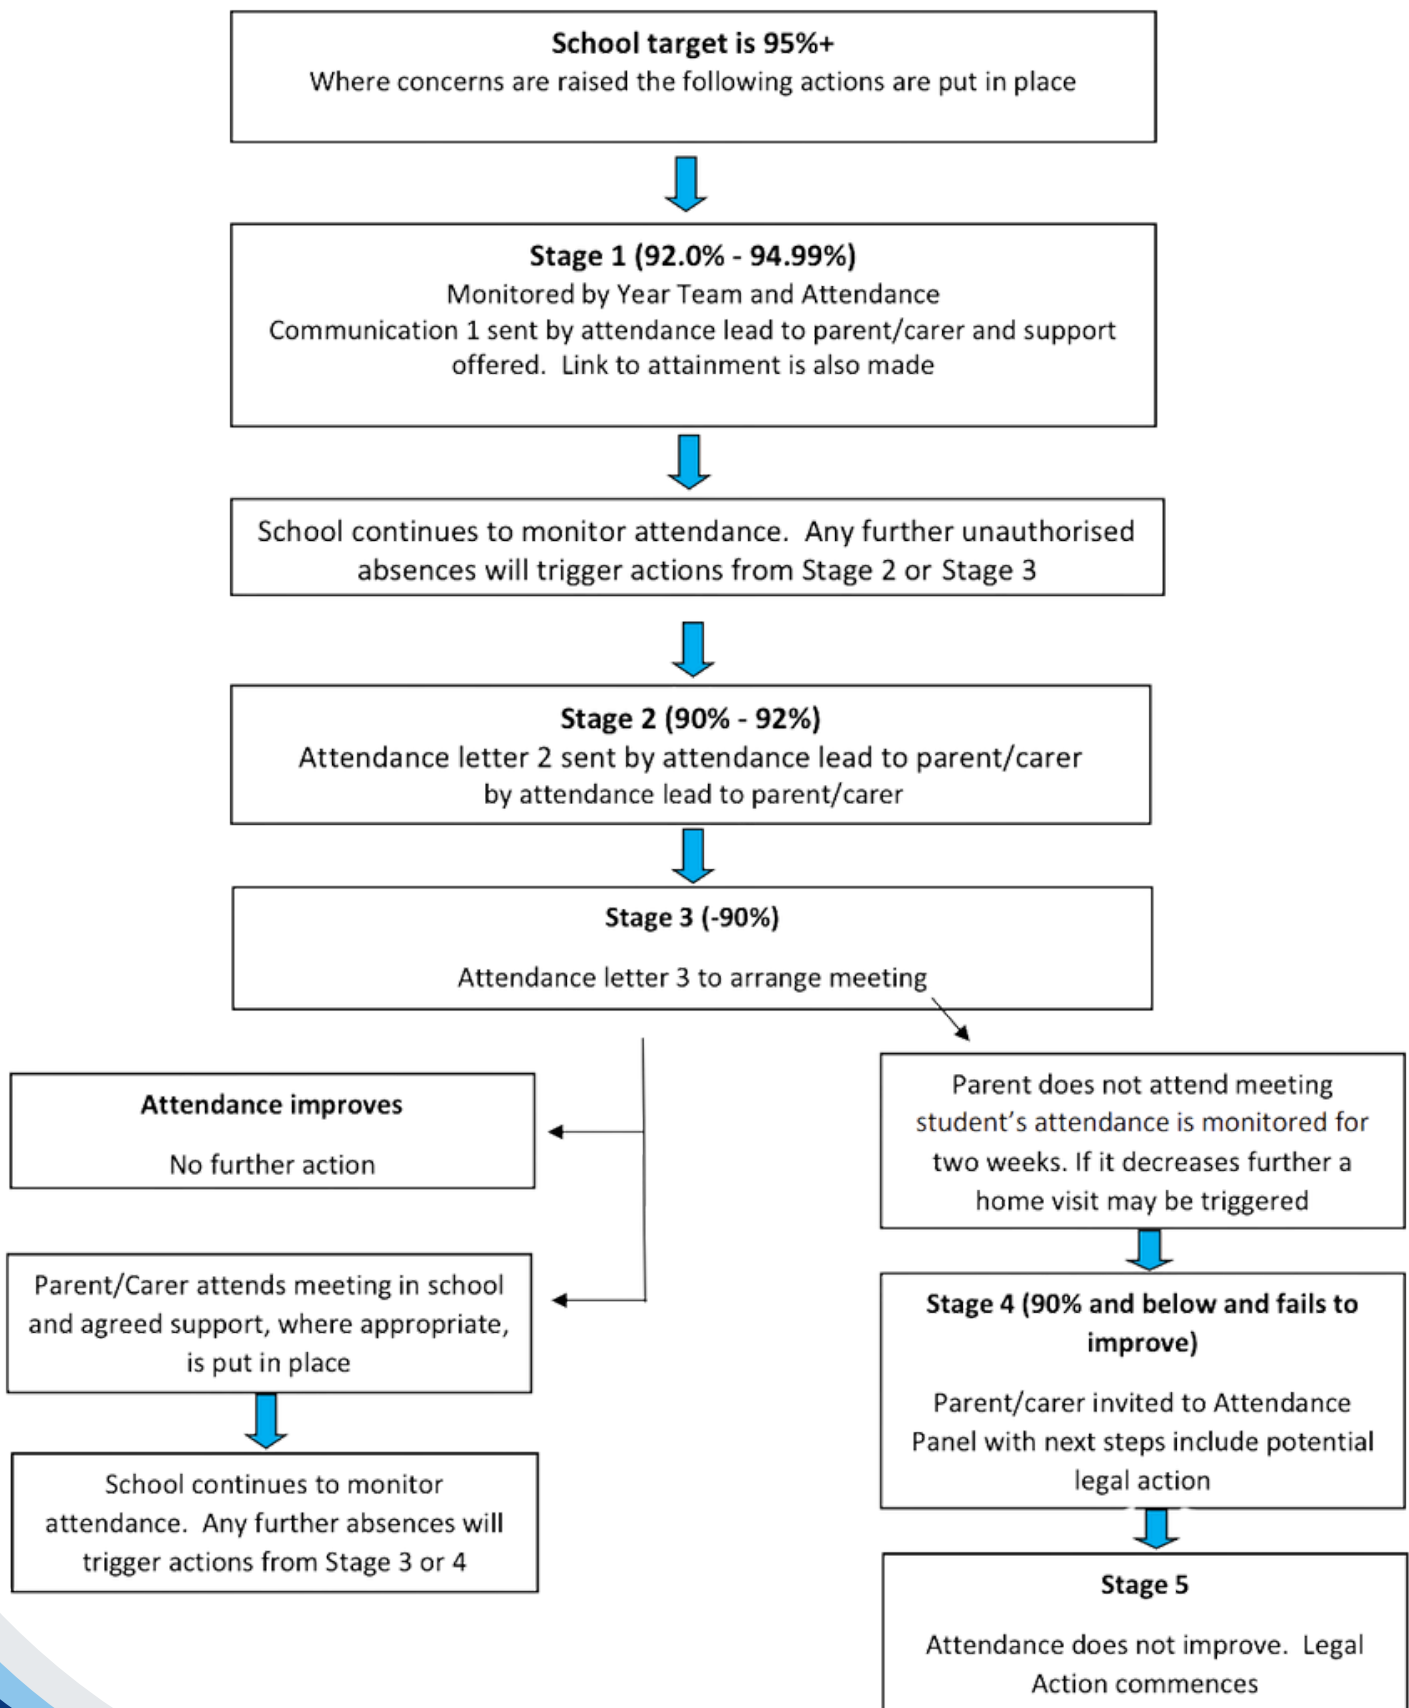 School target is 95%+
Where concerns are raised the following actions are put in place
Stage 1 (92.0% - 94.99%)
Monitored by Year Team and Attendance
Communication 1 sent by attendance lead to parent/carer and support
offered.  Link to attainment is also made
School continues to monitor attendance.  Any further unauthorised
absences will trigger actions from Stage 2 or Stage 3
Stage 2 (90% - 92%)
Attendance letter 2 sent by attendance lead to parent/carer
by attendance lead to parent/carer
Stage 3 (-90%)
Attendance letter 3 to arrange meeting
Attendance improves
No further action
Parent/Carer attends meeting in school
and agreed support, where appropriate,
is put in place
School continues to monitor
attendance.  Any further absences will
trigger actions from Stage 3 or 4
Parent does not attend meeting
student’s attendance is monitored for
two weeks. If it decreases further a
home visit may be triggered
Stage 4 (90% and below and fails to
improve)
Parent/carer invited to Attendance
Panel with next steps include potential
legal action
Stage 5
Attendance does not improve.  Legal
Action commences